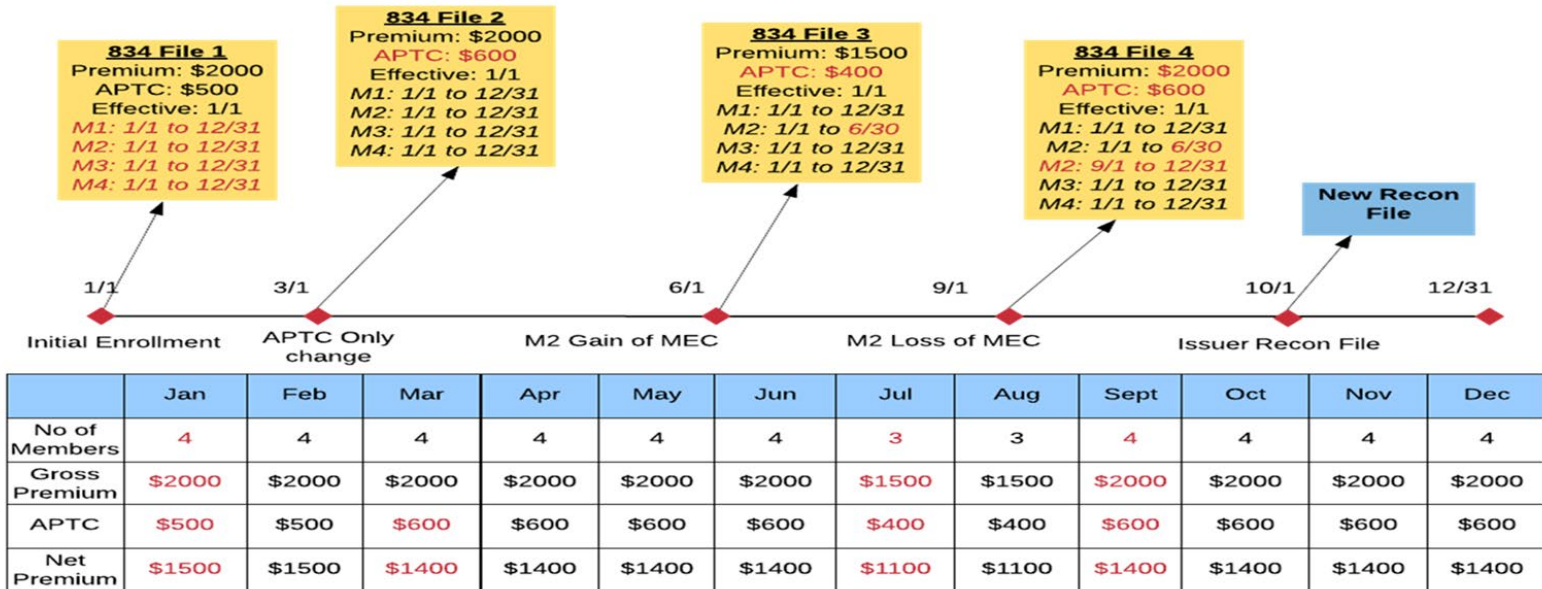 834 File 1
Premium: $2000
APTC: $500
Effective: 1/1
M1: 1/1 to 12/31
M2: 1/1 to 12/31
M3: 1/1 to 12/31
M4: 1/1 to 12/31
834 File 2
Premium: $2000
APTC: $600
Effective: 1/1
M1: 1/1 to 12/31
M2: 1/1 to 12/31
M3: 1/1 to 12/31
M4: 1/1 to 12/31
834 File 3
Premium: $1500
APTC: $400
Effective: 1/1
M1: 1/1 to 12/31
M2: 1/1 to 6/30
M3: 1/1 to 12/31
M4: 1/1 to 12/31
834 File 4
Premium: $2000
APTC: $600
Effective: 1/1
M1: 1/1 to 12/31
M2: 1/1 to 6/30
M2: 9/1 to 12/31
M3: 1/1 to 12/31
M4: 1/1 to 12/31
New Recon
File
1/1 3/1 6/1 9/1 10/1 12/31
Initial Enrollment
APTC Only
change
M2 Gain of MEC
M2 Loss of MEC
Issuer Recon File
Jan Feb Mar Apr May Jun Jul Aug Sept Oct Nov Dec
No of
Members
4 4 4 4 4 4 3 3 4 4 4 4
Gross
Premium
$2000 $2000 $2000 $2000 $2000 $2000 $1500 $1500 $2000 $2000 $2000 $2000
APTC $500 $500 $600 $600 $600 $600 $400 $400 $600 $600 $600 $600
Net
Premium
$1500 $1500 $1400 $1400 $1400 $1400 $1100 $1100 $1400 $1400 $1400 $1400